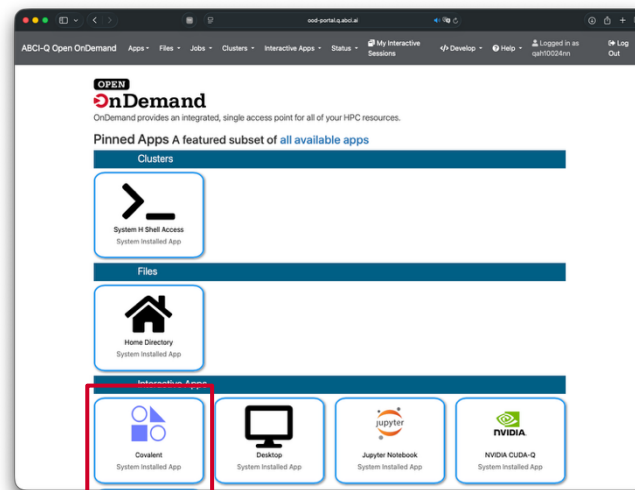 ood-portal.q.abci.ai
ABCI-Q Open OnDemand Apps Files Jobs Clusters Interactive Apps Status My Interactive Sessions </> Develop Help Logged in as qah10024nn Log Out
OPEN
OnDemand
OnDemand provides an integrated, single access point for all of your HPC resources.
Pinned Apps A featured subset of all available apps
Clusters
System H Shell Access
System Installed App
Files
Home Directory
System Installed App
Interactive Apps
Covalent
System Installed App
Desktop
System Installed App
jupyter
Jupyter Notebook
System Installed App
NVIDIA
NVIDIA CUDA-Q
System Installed App